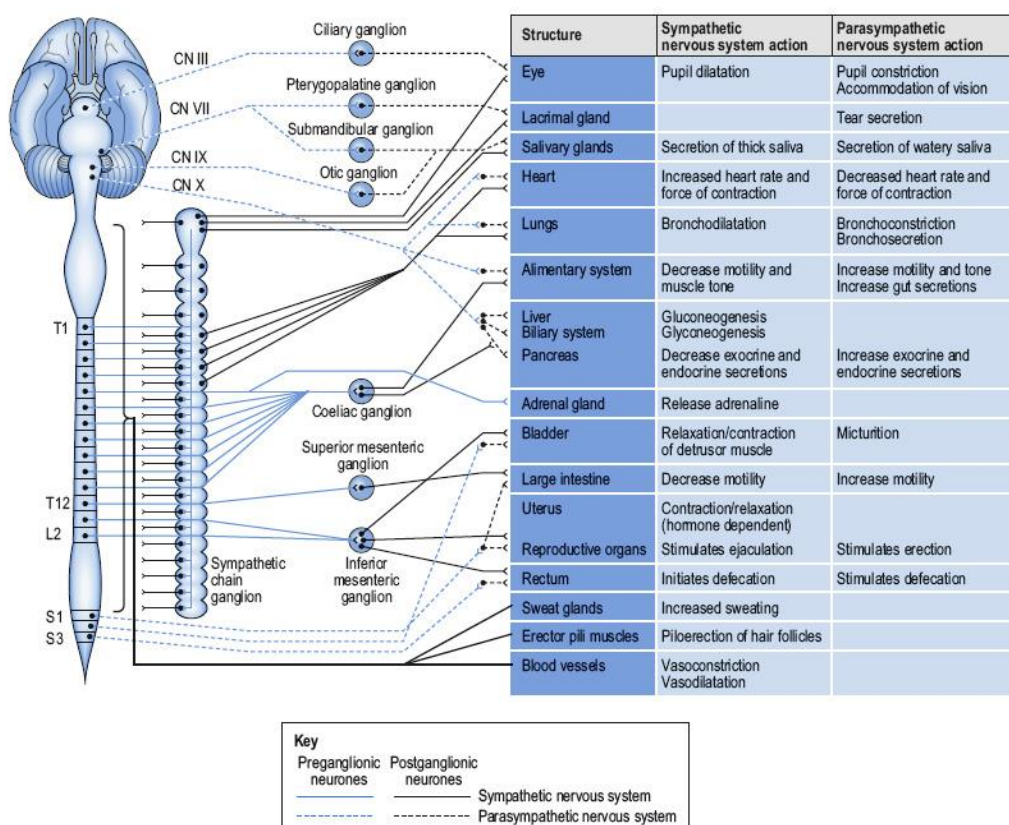 Ciliary ganglion
CN III
Pterygopalatine ganglion
CN VII
Submandibular ganglion
CN IX
Otic ganglion
CN X
T1
Coeliac ganglion
Superior mesenteric
ganglion
T12
L2
Sympathetic
chain
ganglion
Inferior
mesenteric
ganglion
S1
S3
Structure
Sympathetic
nervous system action
Parasympathetic
nervous system action
Eye
Pupil dilatation
Pupil constriction
Accommodation of vision
Lacrimal gland
Tear secretion
Salivary glands
Secretion of thick saliva
Secretion of watery saliva
Heart
Increased heart rate and
force of contraction
Decreased heart rate and
force of contraction
Lungs
Bronchodilatation
Bronchoconstriction
Bronchosecretion
Alimentary system
Decrease motility and
muscle tone
Increase motility and tone
Increase gut secretions
Liver
Gluconeogenesis
Biliary system
Glyconeogenesis
Pancreas
Decrease exocrine and
endocrine secretions
Increase exocrine and
endocrine secretions
Adrenal gland
Release adrenaline
Bladder
Relaxation/contraction
of detrusor muscle
Micturition
Large intestine
Decrease motility
Increase motility
Uterus
Contraction/relaxation
(hormone dependent)
Reproductive organs
Stimulates ejaculation
Stimulates erection
Rectum
Initiates defecation
Stimulates defecation
Sweat glands
Increased sweating
Erector pili muscles
Piloerection of hair follicles
Blood vessels
Vasoconstriction
Vasodilatation
Key
Preganglionic
neurones
Postganglionic
neurones
Sympathetic nervous system
Parasympathetic nervous system